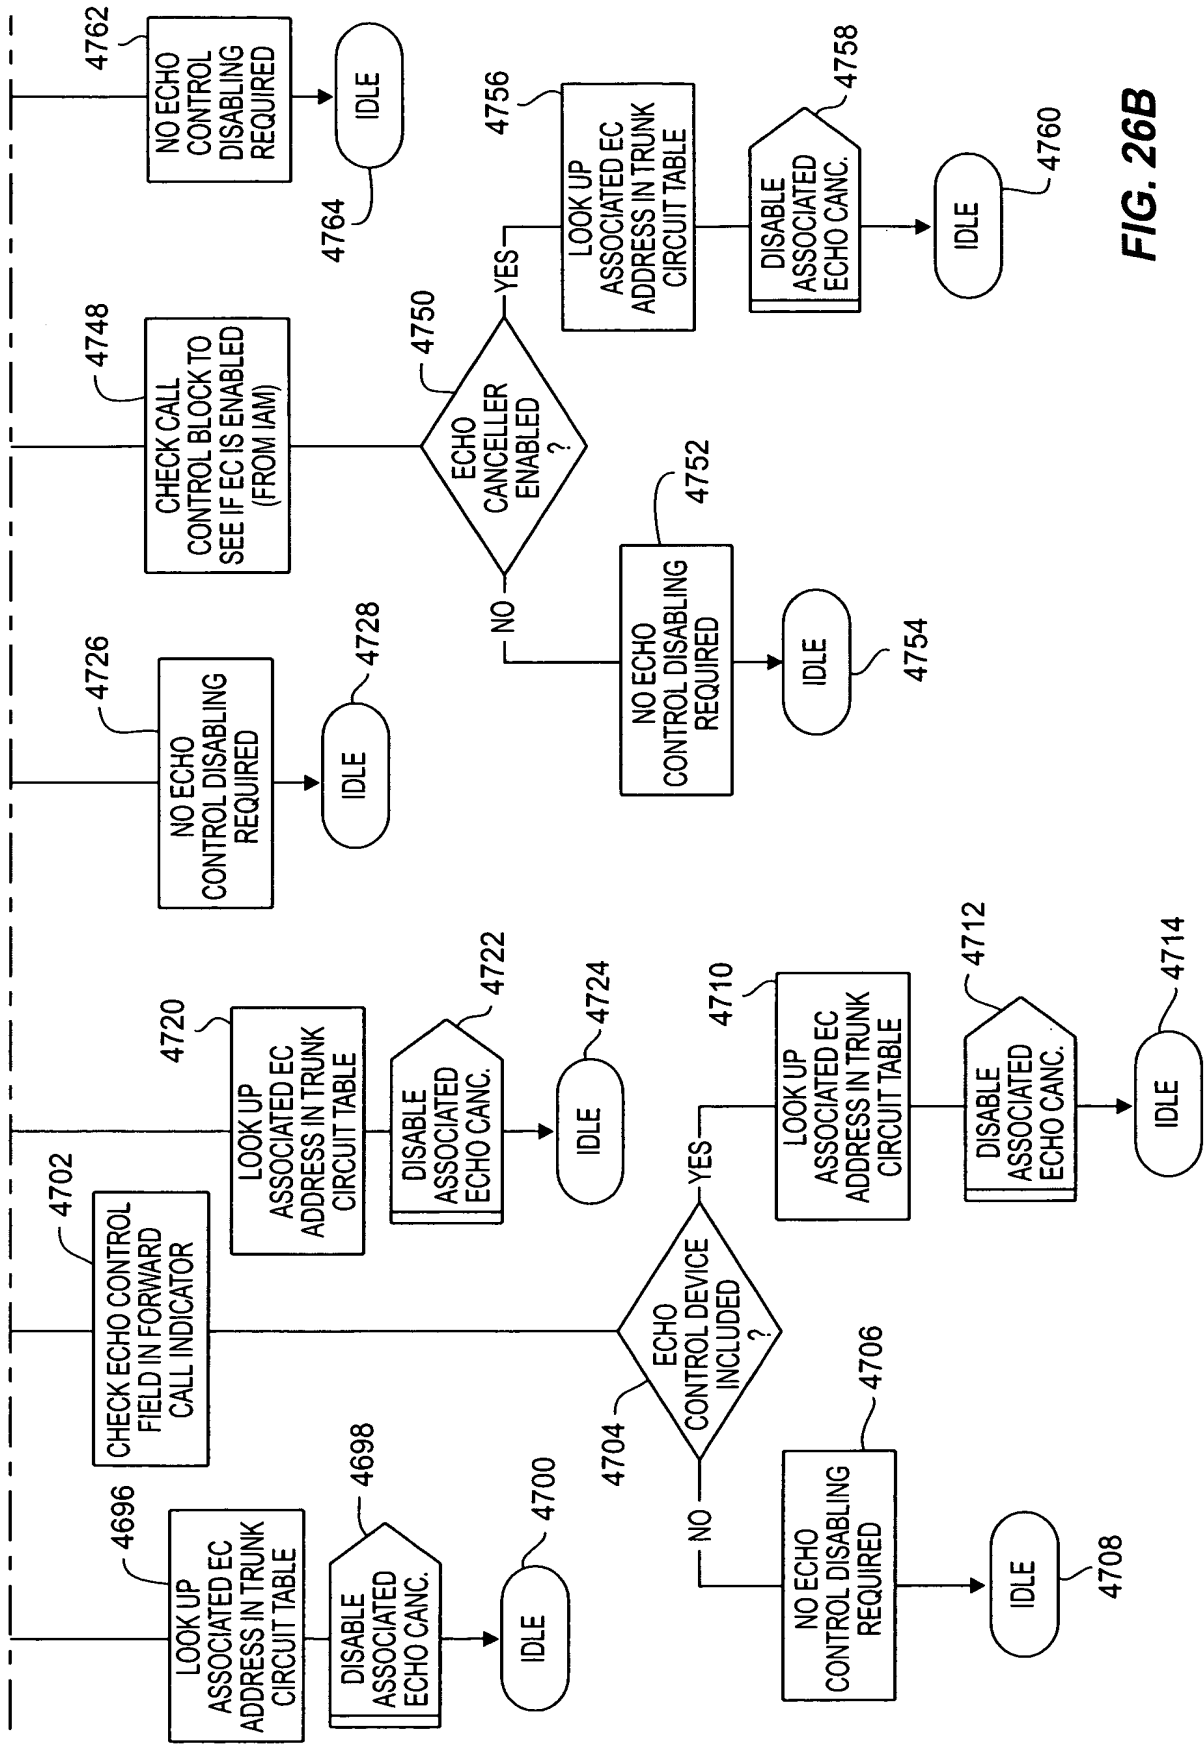 4696
LOOK UP
ASSOCIATED EC
ADDRESS IN TRUNK
CIRCUIT TABLE
4698
DISABLE
ASSOCIATED
ECHO CANC.
4700
IDLE
4702
CHECK ECHO CONTROL
FIELD IN FORWARD
CALL INDICATOR
4704
ECHO
CONTROL DEVICE
INCLUDED
?
NO
YES
4706
NO ECHO
CONTROL DISABLING
REQUIRED
IDLE
4708
4710
LOOK UP
ASSOCIATED EC
ADDRESS IN TRUNK
CIRCUIT TABLE
4712
DISABLE
ASSOCIATED
ECHO CANC.
4714
IDLE
4720
LOOK UP
ASSOCIATED EC
ADDRESS IN TRUNK
CIRCUIT TABLE
4722
DISABLE
ASSOCIATED
ECHO CANC.
4724
IDLE
4726
NO ECHO
CONTROL DISABLING
REQUIRED
4728
IDLE
4748
CHECK CALL
CONTROL BLOCK TO
SEE IF EC IS ENABLED
(FROM IAM)
4750
ECHO
CANCELLER
ENABLED
?
NO
YES
4752
NO ECHO
CONTROL DISABLING
REQUIRED
IDLE
4754
4756
LOOK UP
ASSOCIATED EC
ADDRESS IN TRUNK
CIRCUIT TABLE
4758
DISABLE
ASSOCIATED
ECHO CANC.
4760
IDLE
4762
NO ECHO
CONTROL
DISABLING
REQUIRED
4764
IDLE
FIG. 26B